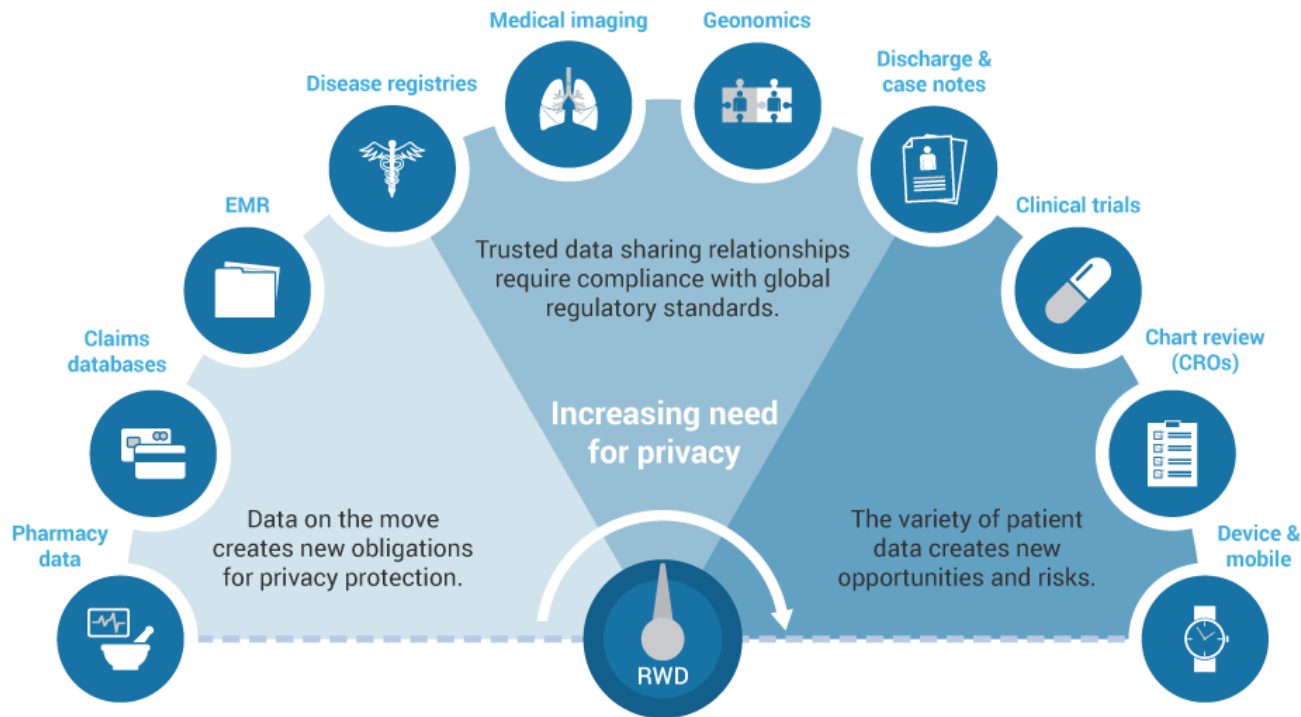 Medical imaging
Geonomics
Disease registries
Discharge &
case notes
EMR
Clinical trials
Trusted data sharing relationships
require compliance with global
regulatory standards.
Claims
databases
Chart review
(CROs)
Increasing need
for privacy
Pharmacy
data
Data on the move
creates new obligations
for privacy protection.
The variety of patient
data creates new
opportunities and risks.
Device &
mobile
RWD